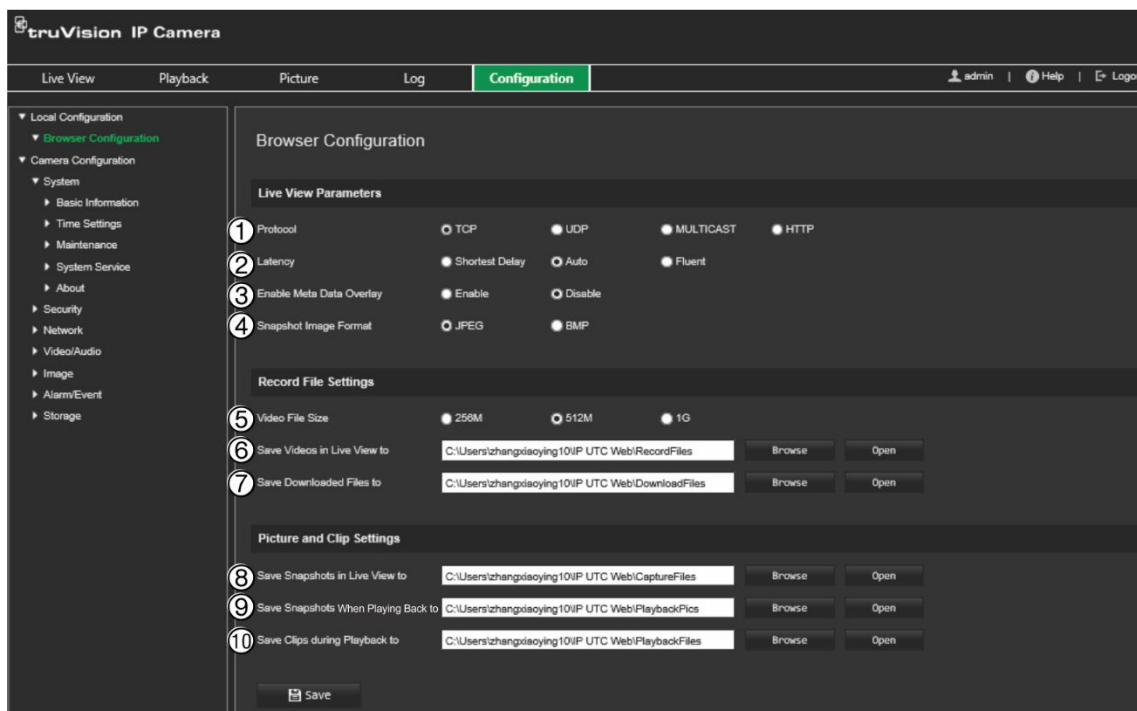 truVision IP Camera
Live View Playback Picture Log Configuration admin | Help | Logo
Local Configuration
Browser Configuration
Camera Configuration
System
Basic Information
Time Settings
Maintenance
System Service
About
Security
Network
Video/Audio
Image
Alarm/Event
Storage
Browser Configuration
Live View Parameters
1 Protocol TCP UDP MULTICAST HTTP
2 Latency Shortest Delay Auto Fluent
3 Enable Meta Data Overlay Enable Disable
4 Snapshot Image Format JPEG BMP
Record File Settings
5 Video File Size 256M 512M 1G
6 Save Videos in Live View to C:\Users\zhangxiaoying10\IP UTC Web\RecordFiles Browse Open
7 Save Downloaded Files to C:\Users\zhangxiaoying10\IP UTC Web\DownloadFiles Browse Open
Picture and Clip Settings
8 Save Snapshots in Live View to C:\Users\zhangxiaoying10\IP UTC Web\CaptureFiles Browse Open
9 Save Snapshots When Playing Back to C:\Users\zhangxiaoying10\IP UTC Web\PlaybackPics Browse Open
10 Save Clips during Playback to C:\Users\zhangxiaoying10\IP UTC Web\PlaybackFiles Browse Open
Save